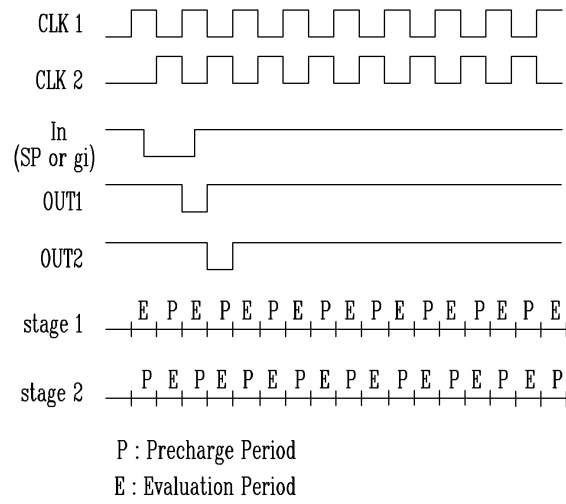 CLK 1
CLK 2
In
(SP or gi)
OUT1
OUT2
stage 1 E P E P E P E P E P E P E P E P E
stage 2 P E P E P E P E P E P E P E P E P
P : Precharge Period
E : Evaluation Period